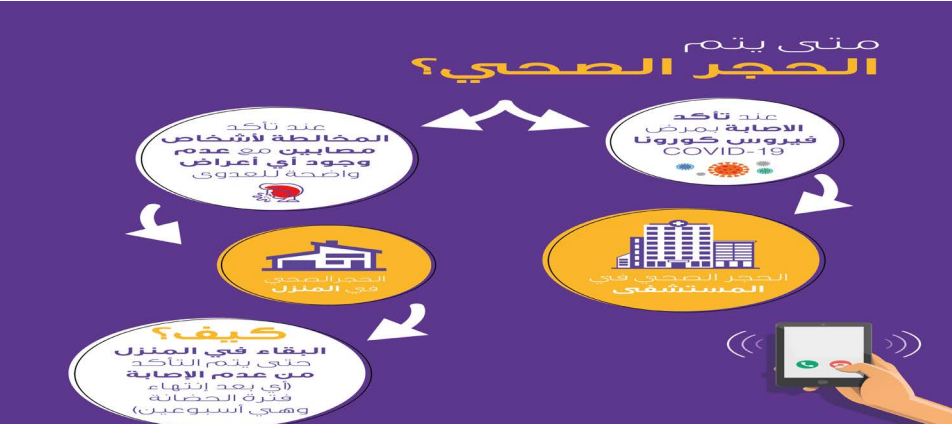 متى يتم
الحجر الصحي؟
عند تأكد
الاصابة بمرض
فيروس كورونا
COVID-19
الحجر الصحي في
المستشفى
عند تأكد
المخالطة لأشخاص
مصابين مع عدم
وجود أي أعراض
واضحة للعدوى
الحجر الصحي
في المنزل
كيف؟
البقاء في المنزل
حتى يتم التأكد
من عدم الإصابة
(أي بعد إنتهاء
فترة الحضانة
وهي أسبوعين)